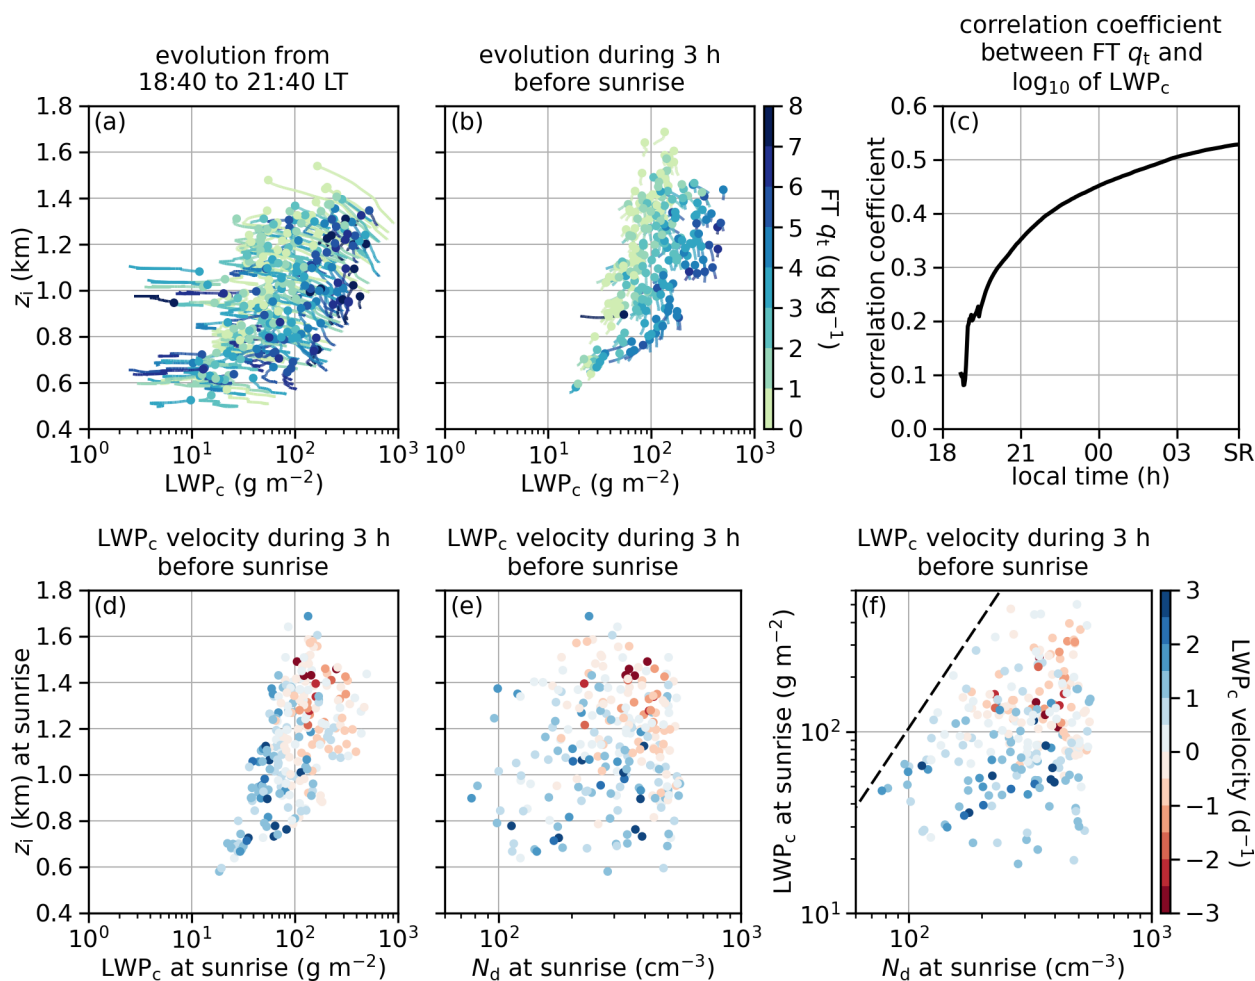 evolution from
18:40 to 21:40 LT
evolution during 3 h
before sunrise
correlation coefficient
between FT qt and
log10 of LWPc
(a)
1.8
1.6
1.4
1.2
1.0
0.8
0.6
0.4
zi (km)
10^0
10^1
10^2
10^3
LWPc (g m−2)
(b)
10^0
10^1
10^2
10^3
LWPc (g m−2)
8
7
6
5
4
3
2
1
0
FT qt (g kg−1)
(c)
0.6
0.5
0.4
0.3
0.2
0.1
0.0
correlation coefficient
18
21
00
03
SR
local time (h)
LWPc velocity during 3 h
before sunrise
LWPc velocity during 3 h
before sunrise
LWPc velocity during 3 h
before sunrise
(d)
1.8
1.6
1.4
1.2
1.0
0.8
0.6
0.4
zi (km) at sunrise
10^0
10^1
10^2
10^3
LWPc at sunrise (g m−2)
(e)
10^2
10^3
Nd at sunrise (cm−3)
(f)
10^2
10^1
LWPc at sunrise (g m−2)
10^2
10^3
Nd at sunrise (cm−3)
3
2
1
0
−1
−2
−3
LWPc velocity (d−1)